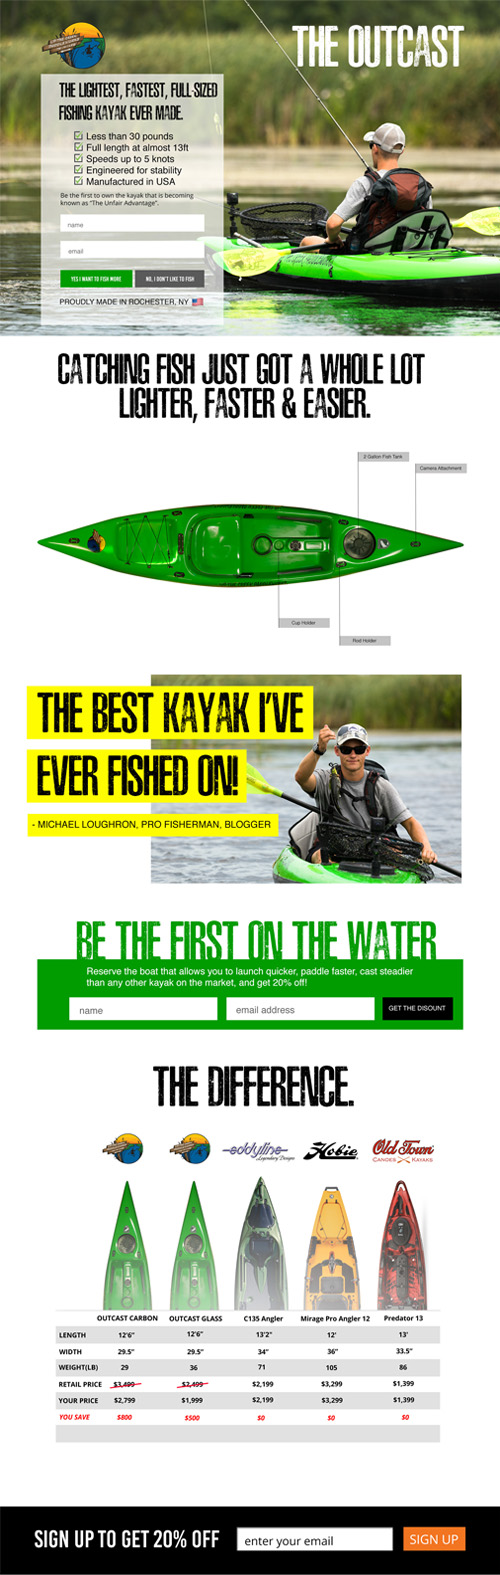 THE OUTCAST
THE LIGHTEST, FASTEST, FULL-SIZED
FISHING KAYAK EVER MADE.
Less than 30 pounds
Full length at almost 13ft
Speeds up to 5 knots
Engineered for stability
Manufactured in USA
Be the first to own the kayak that is becoming
known as "The Unfair Advantage".
name
email
YES I WANT TO FISH MORE
NO, I DON'T LIKE TO FISH
PROUDLY MADE IN ROCHESTER, NY
CATCHING FISH JUST GOT A WHOLE LOT
LIGHTER, FASTER & EASIER.
2 Gallon Fish Tank
Camera Attachment
Cup Holder
Rod Holder
THE BEST KAYAK I'VE
EVER FISHED ON!
- MICHAEL LOUGHRON, PRO FISHERMAN, BLOGGER
BE THE FIRST ON THE WATER
Reserve the boat that allows you to launch quicker, paddle faster, cast steadier
than any other kayak on the market, and get 20% off!
name
email address
GET THE DISOUNT
THE DIFFERENCE.
eddyline Hobie Old Town
Legendary Designs CANOES KAYAKS
OUTCAST CARBON OUTCAST GLASS C135 Angler Mirage Pro Angler 12 Predator 13
LENGTH 12'6" 12'6" 13'2" 12' 13'
WIDTH 29.5" 29.5" 34" 36" 33.5"
WEIGHT(LB) 29 36 71 105 86
RETAIL PRICE $3,499 $2,499 $2,199 $3,299 $1,399
YOUR PRICE $2,799 $1,999 $2,199 $3,299 $1,399
YOU SAVE $800 $500 $0 $0 $0
SIGN UP TO GET 20% OFF
enter your email
SIGN UP